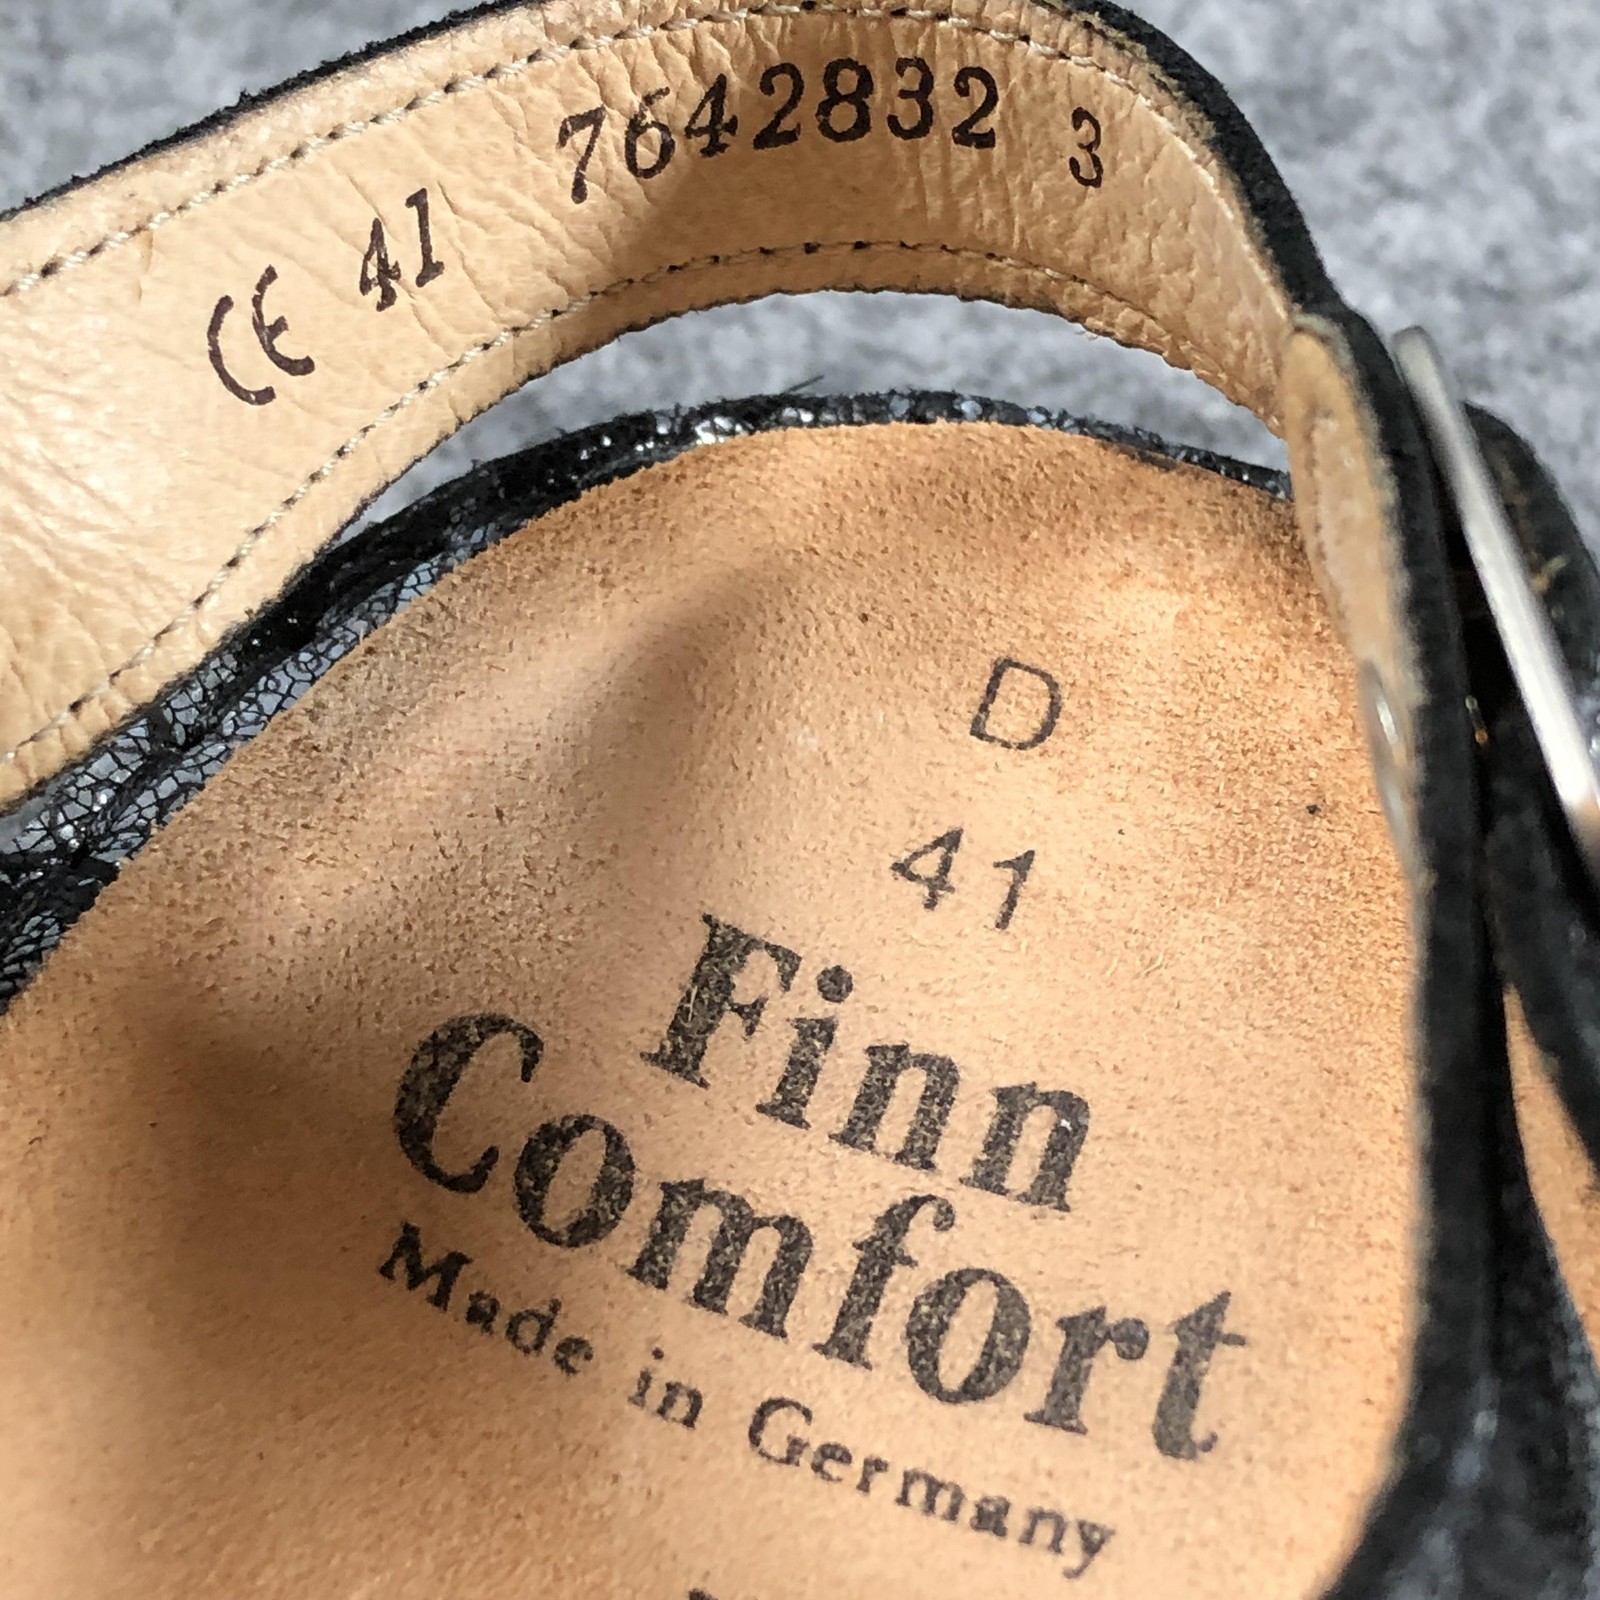 CE 41 7642832 3
D
41
Finn
Comfort
Made in Germany